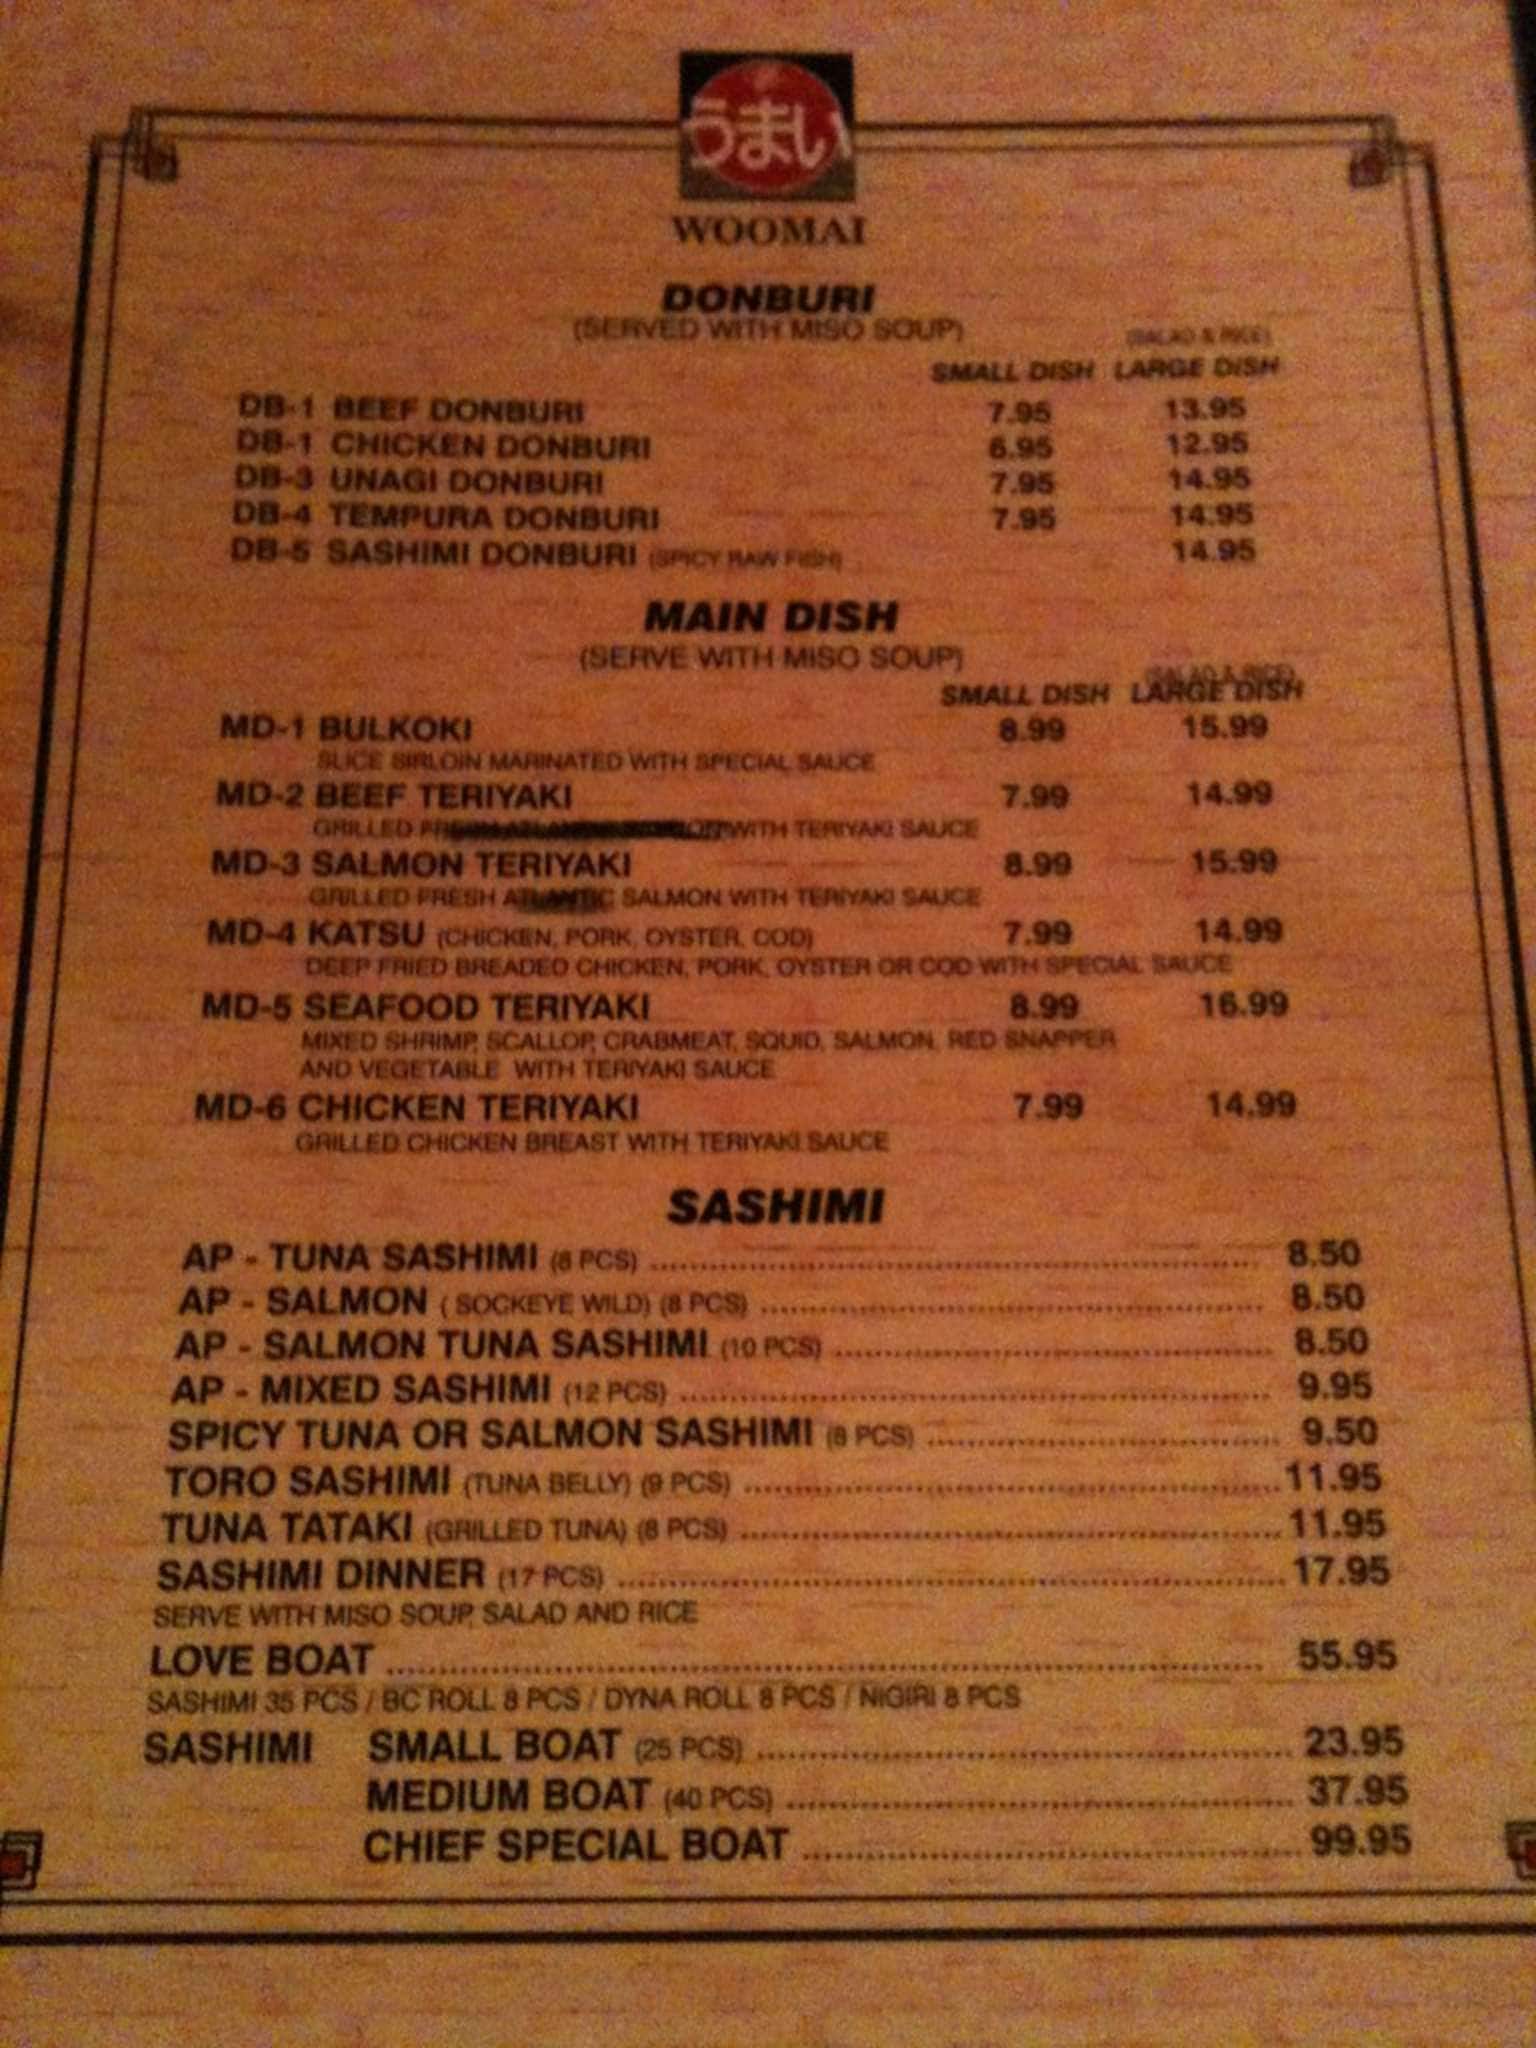 うまい
WOOMAI
DONBURI
(SERVED WITH MISO SOUP)
(SALAD & RICE)
SMALL DISH LARGE DISH
DB-1 BEEF DONBURI 7.95 13.95
DB-1 CHICKEN DONBURI 6.95 12.95
DB-3 UNAGI DONBURI 7.95 14.95
DB-4 TEMPURA DONBURI 7.95 14.95
DB-5 SASHIMI DONBURI (SPICY RAW FISH) 14.95
MAIN DISH
(SERVE WITH MISO SOUP)
(SALAD & RICE)
SMALL DISH LARGE DISH
MD-1 BULKOKI 8.99 15.99
SLICE SIRLOIN MARINATED WITH SPECIAL SAUCE
MD-2 BEEF TERIYAKI 7.99 14.99
GRILLED WITH TERIYAKI SAUCE
MD-3 SALMON TERIYAKI 8.99 15.99
GRILLED FRESH ATLANTIC SALMON WITH TERIYAKI SAUCE
MD-4 KATSU (CHICKEN, PORK, OYSTER, COD) 7.99 14.99
DEEP FRIED BREADED CHICKEN, PORK, OYSTER OR COD WITH SPECIAL SAUCE
MD-5 SEAFOOD TERIYAKI 8.99 16.99
MIXED SHRIMP, SCALLOP, CRABMEAT, SQUID, SALMON, RED SNAPPER
AND VEGETABLE WITH TERIYAKI SAUCE
MD-6 CHICKEN TERIYAKI 7.99 14.99
GRILLED CHICKEN BREAST WITH TERIYAKI SAUCE
SASHIMI
AP - TUNA SASHIMI (8 PCS) 8.50
AP - SALMON ( SOCKEYE WILD) (8 PCS) 8.50
AP - SALMON TUNA SASHIMI (10 PCS) 8.50
AP - MIXED SASHIMI (12 PCS) 9.95
SPICY TUNA OR SALMON SASHIMI (8 PCS) 9.50
TORO SASHIMI (TUNA BELLY) (9 PCS) 11.95
TUNA TATAKI (GRILLED TUNA) (8 PCS) 11.95
SASHIMI DINNER (17 PCS) 17.95
SERVE WITH MISO SOUP, SALAD AND RICE
LOVE BOAT 55.95
SASHIMI 35 PCS / BC ROLL 8 PCS / DYNA ROLL 8 PCS / NIGIRI 8 PCS
SASHIMI SMALL BOAT (25 PCS) 23.95
MEDIUM BOAT (40 PCS) 37.95
CHIEF SPECIAL BOAT 99.95